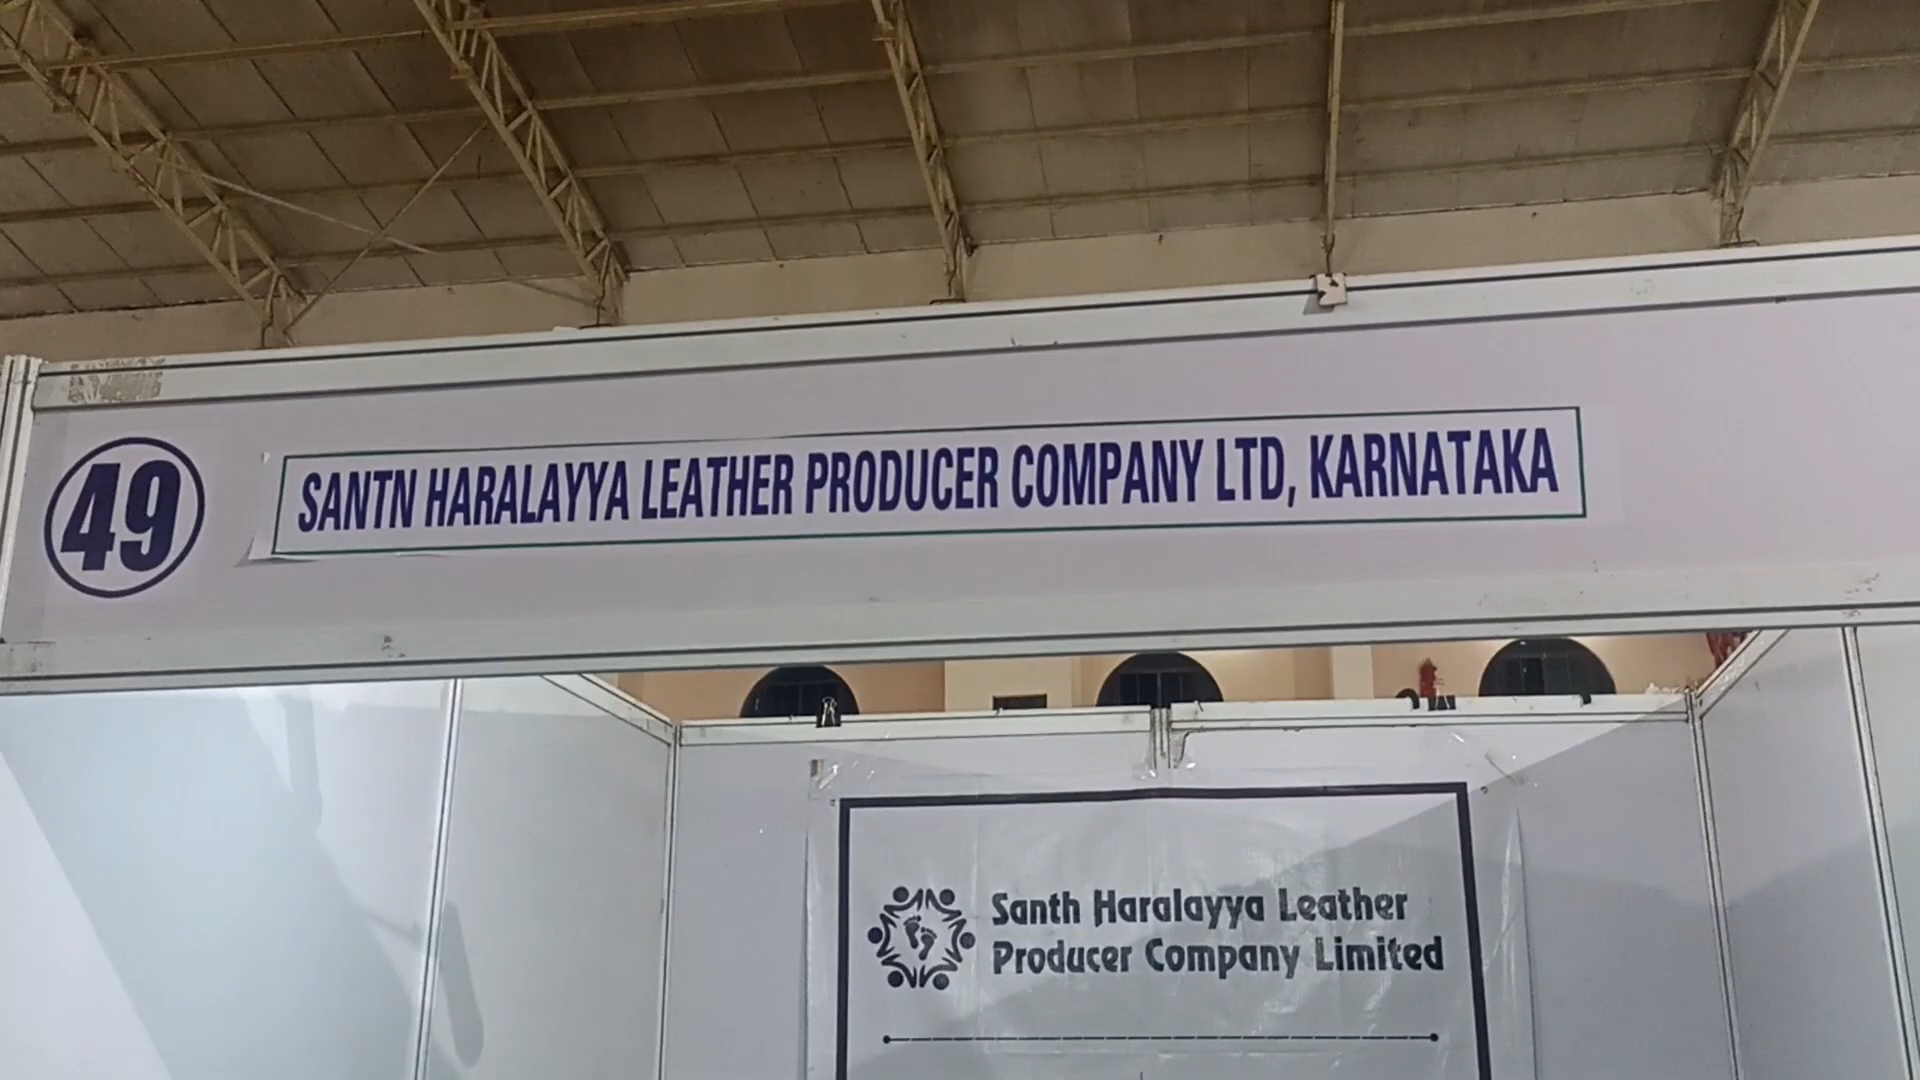 49
SANTN HARALAYYA LEATHER PRODUCER COMPANY LTD, KARNATAKA
Santh Haralayya Leather
Producer Company Limited